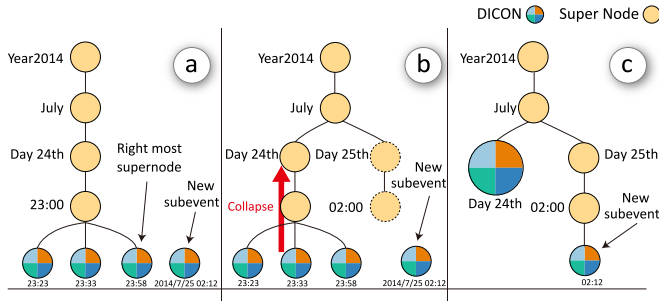 DICON Super Node
a
Year2014
July
Day 24th
23:00
Right most
supernode
New
subevent
23:23 23:33 23:58 2014/7/25 02:12
b
Year2014
July
Day 24th Day 25th
Collapse
02:00
New
subevent
23:23 23:33 23:58 2014/7/25 02:12
c
Year2014
July
Day 24th
Day 25th
02:00
New
subevent
02:12